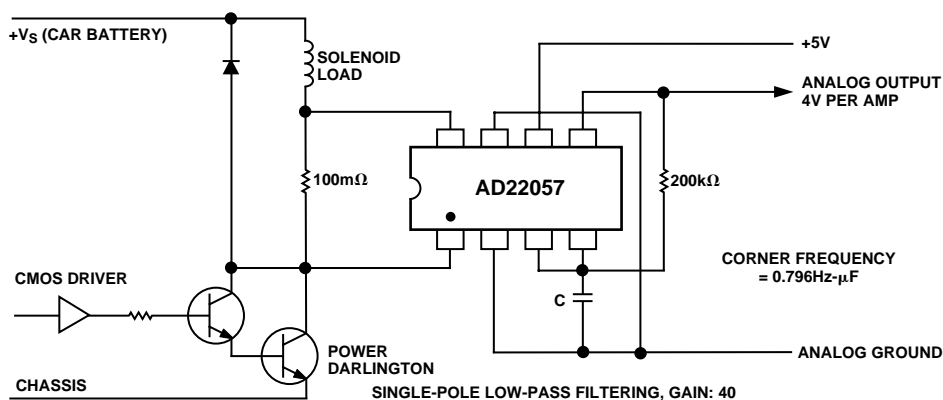 +VS (CAR BATTERY)
SOLENOID
LOAD
+5V
ANALOG OUTPUT
4V PER AMP
100mΩ
AD22057
200kΩ
CMOS DRIVER
CORNER FREQUENCY
= 0.796Hz-µF
C
POWER
DARLINGTON
ANALOG GROUND
CHASSIS
SINGLE-POLE LOW-PASS FILTERING, GAIN: 40